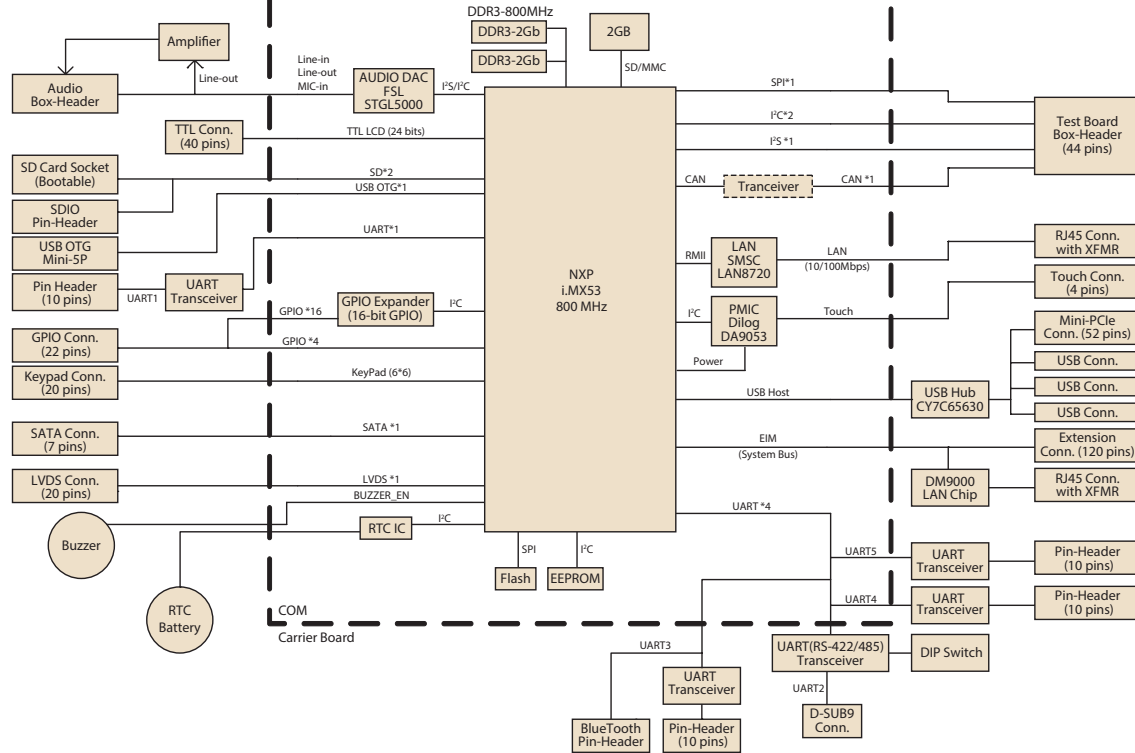 DDR3-800MHz
DDR3-2Gb
DDR3-2Gb
2GB
SD/MMC
Amplifier
Line-out
Audio
Box-Header
Line-in
Line-out
MIC-in
AUDIO DAC
FSL
STGL5000
I²S/I²C
TTL Conn.
(40 pins)
TTL LCD (24 bits)
SD Card Socket
(Bootable)
SD*2
USB OTG*1
SDIO
Pin-Header
USB OTG
Mini-5P
UART*1
Pin Header
(10 pins)
UART1
UART
Transceiver
GPIO *16
GPIO Expander
(16-bit GPIO)
I²C
GPIO Conn.
(22 pins)
GPIO *4
Keypad Conn.
(20 pins)
KeyPad (6*6)
SATA Conn.
(7 pins)
SATA *1
LVDS Conn.
(20 pins)
LVDS *1
BUZZER_EN
Buzzer
RTC IC
I²C
RTC
Battery
NXP
i.MX53
800 MHz
SPI
I²C
Flash
EEPROM
COM
Carrier Board
SPI*1
I²C*2
I²S *1
CAN
Tranceiver
CAN *1
Test Board
Box-Header
(44 pins)
RMII
LAN
SMSC
LAN8720
LAN
(10/100Mbps)
RJ45 Conn.
with XFMR
I²C
PMIC
Dilog
DA9053
Touch
Touch Conn.
(4 pins)
Power
USB Host
USB Hub
CY7C65630
Mini-PCIe
Conn. (52 pins)
USB Conn.
USB Conn.
USB Conn.
EIM
(System Bus)
Extension
Conn. (120 pins)
DM9000
LAN Chip
RJ45 Conn.
with XFMR
UART *4
UART5
UART
Transceiver
Pin-Header
(10 pins)
UART4
UART
Transceiver
Pin-Header
(10 pins)
UART3
UART
Transceiver
BlueTooth
Pin-Header
Pin-Header
(10 pins)
UART(RS-422/485)
Transceiver
DIP Switch
UART2
D-SUB9
Conn.